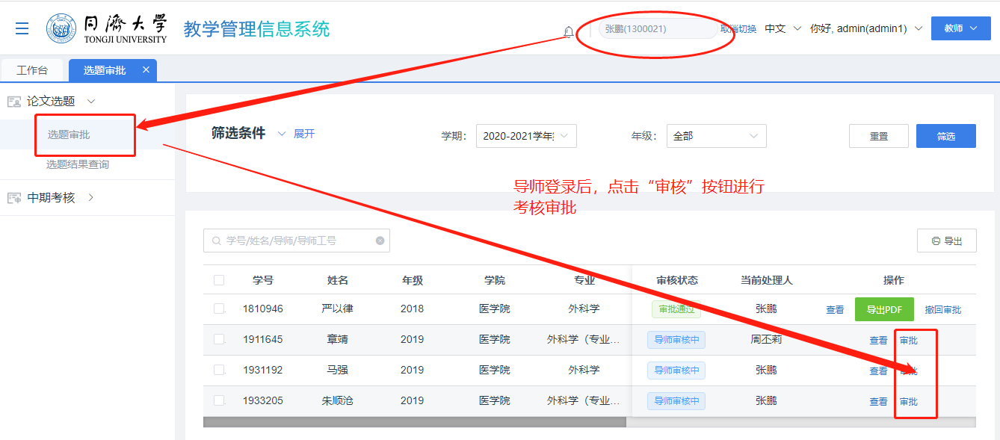 同濟大学
TONGJI UNIVERSITY
教学管理信息系统
张鹏(1300021)
取消切换
中文
你好, admin(admin1)
教师
工作台
选题审批
论文选题
选题审批
选题结果查询
中期考核
筛选条件
展开
学期：
2020-2021学年
年级：
全部
重置
筛选
导师登录后，点击“审核”按钮进行
考核审批
学号/姓名/导师/导师工号
导出
学号 姓名 年级 学院 专业 审核状态 当前处理人 操作
1810946 严以律 2018 医学院 外科学 审批通过 张鹏 查看 导出PDF 撤回审批
1911645 章靖 2019 医学院 外科学（专业... 导师审核中 周丕莉 查看 审批
1931192 马强 2019 医学院 外科学 导师审核中 张鹏 查看 审批
1933205 朱顺沧 2019 医学院 外科学（专业... 导师审核中 张鹏 查看 审批